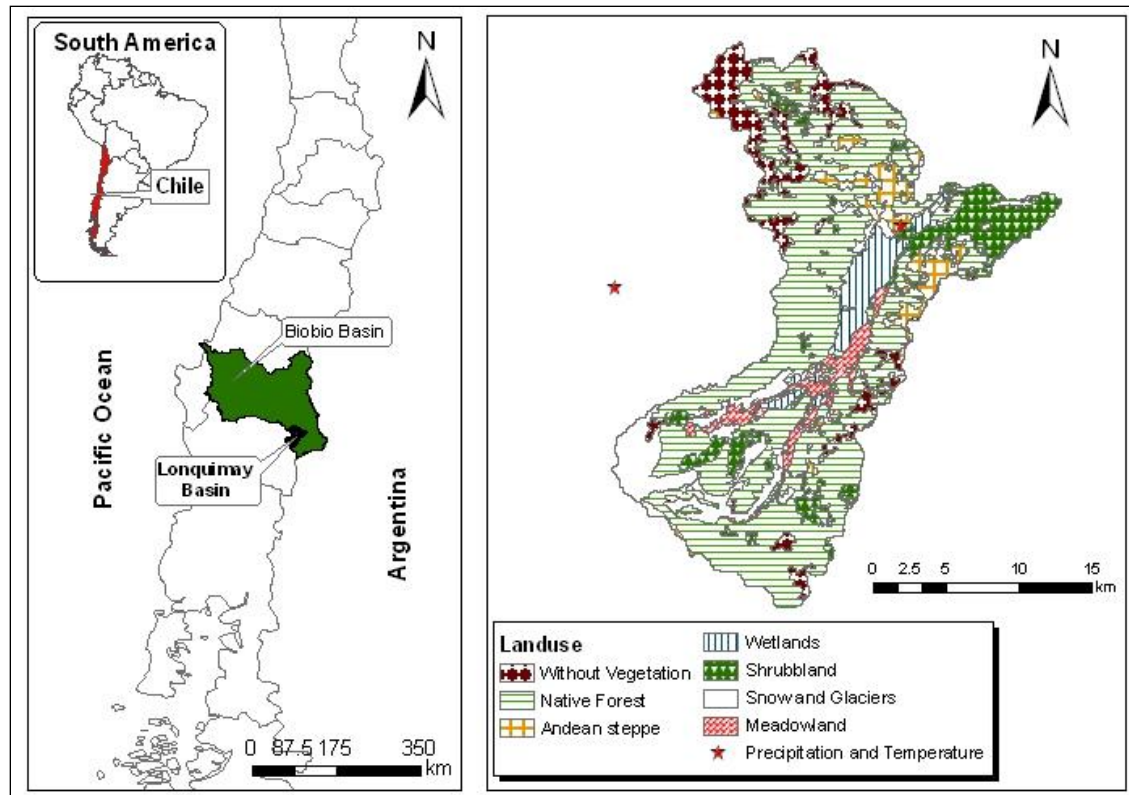 South America
N
Chile
Biobio Basin
Pacific Ocean
Lonquimay
Basin
Argentina
0 87.5 175 350
km
N
0 2.5 5 10 15
km
Landuse
Without Vegetation
Native Forest
Andean steppe
Wetlands
Shrubbland
Snow and Glaciers
Meadowland
Precipitation and Temperature